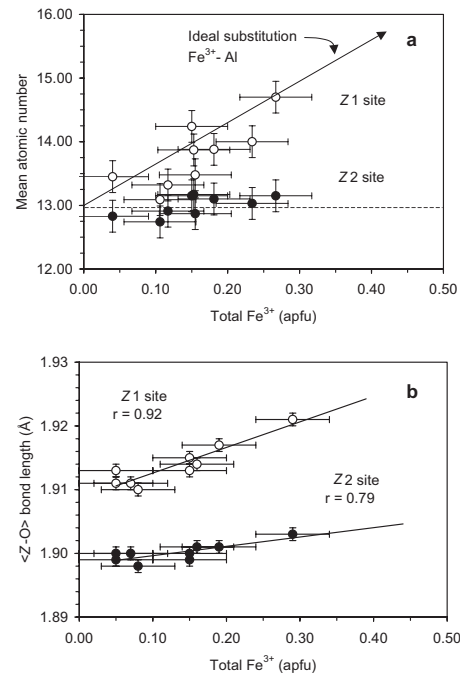 16.00
15.00
14.00
13.00
12.00
Mean atomic number
Ideal substitution
Fe³⁺- Al
a
Z1 site
Z2 site
0.00 0.10 0.20 0.30 0.40 0.50
Total Fe³⁺ (apfu)
1.93
1.92
1.91
1.90
1.89
<Z-O> bond length (Å)
Z1 site
r = 0.92
b
Z2 site
r = 0.79
0.00 0.10 0.20 0.30 0.40 0.50
Total Fe³⁺ (apfu)